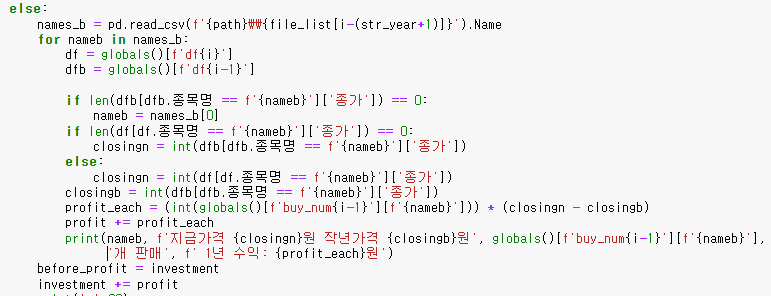 else:
names_b = pd.read_csv(f'{path}₩₩{file_list[i-(str_year+1)]}').Name
for nameb in names_b:
df = globals()[f'df{i}']
dfb = globals()[f'df{i-1}']
if len(dfb[dfb.종목명 == f'{nameb}']['종가']) == 0:
nameb = names_b[0]
if len(df[df.종목명 == f'{nameb}']['종가']) == 0:
closingn = int(dfb[dfb.종목명 == f'{nameb}']['종가'])
else:
closingn = int(df[df.종목명 == f'{nameb}']['종가'])
closingb = int(dfb[dfb.종목명 == f'{nameb}']['종가'])
profit_each = (int(globals()[f'buy_num{i-1}'][f'{nameb}'])) * (closingn - closingb)
profit += profit_each
print(nameb, f'지금가격 {closingn}원 작년가격 {closingb}원', globals()[f'buy_num{i-1}'][f'{nameb}'],
'개 판매', f' 1년 수익: {profit_each}원')
before_profit = investment
investment += profit